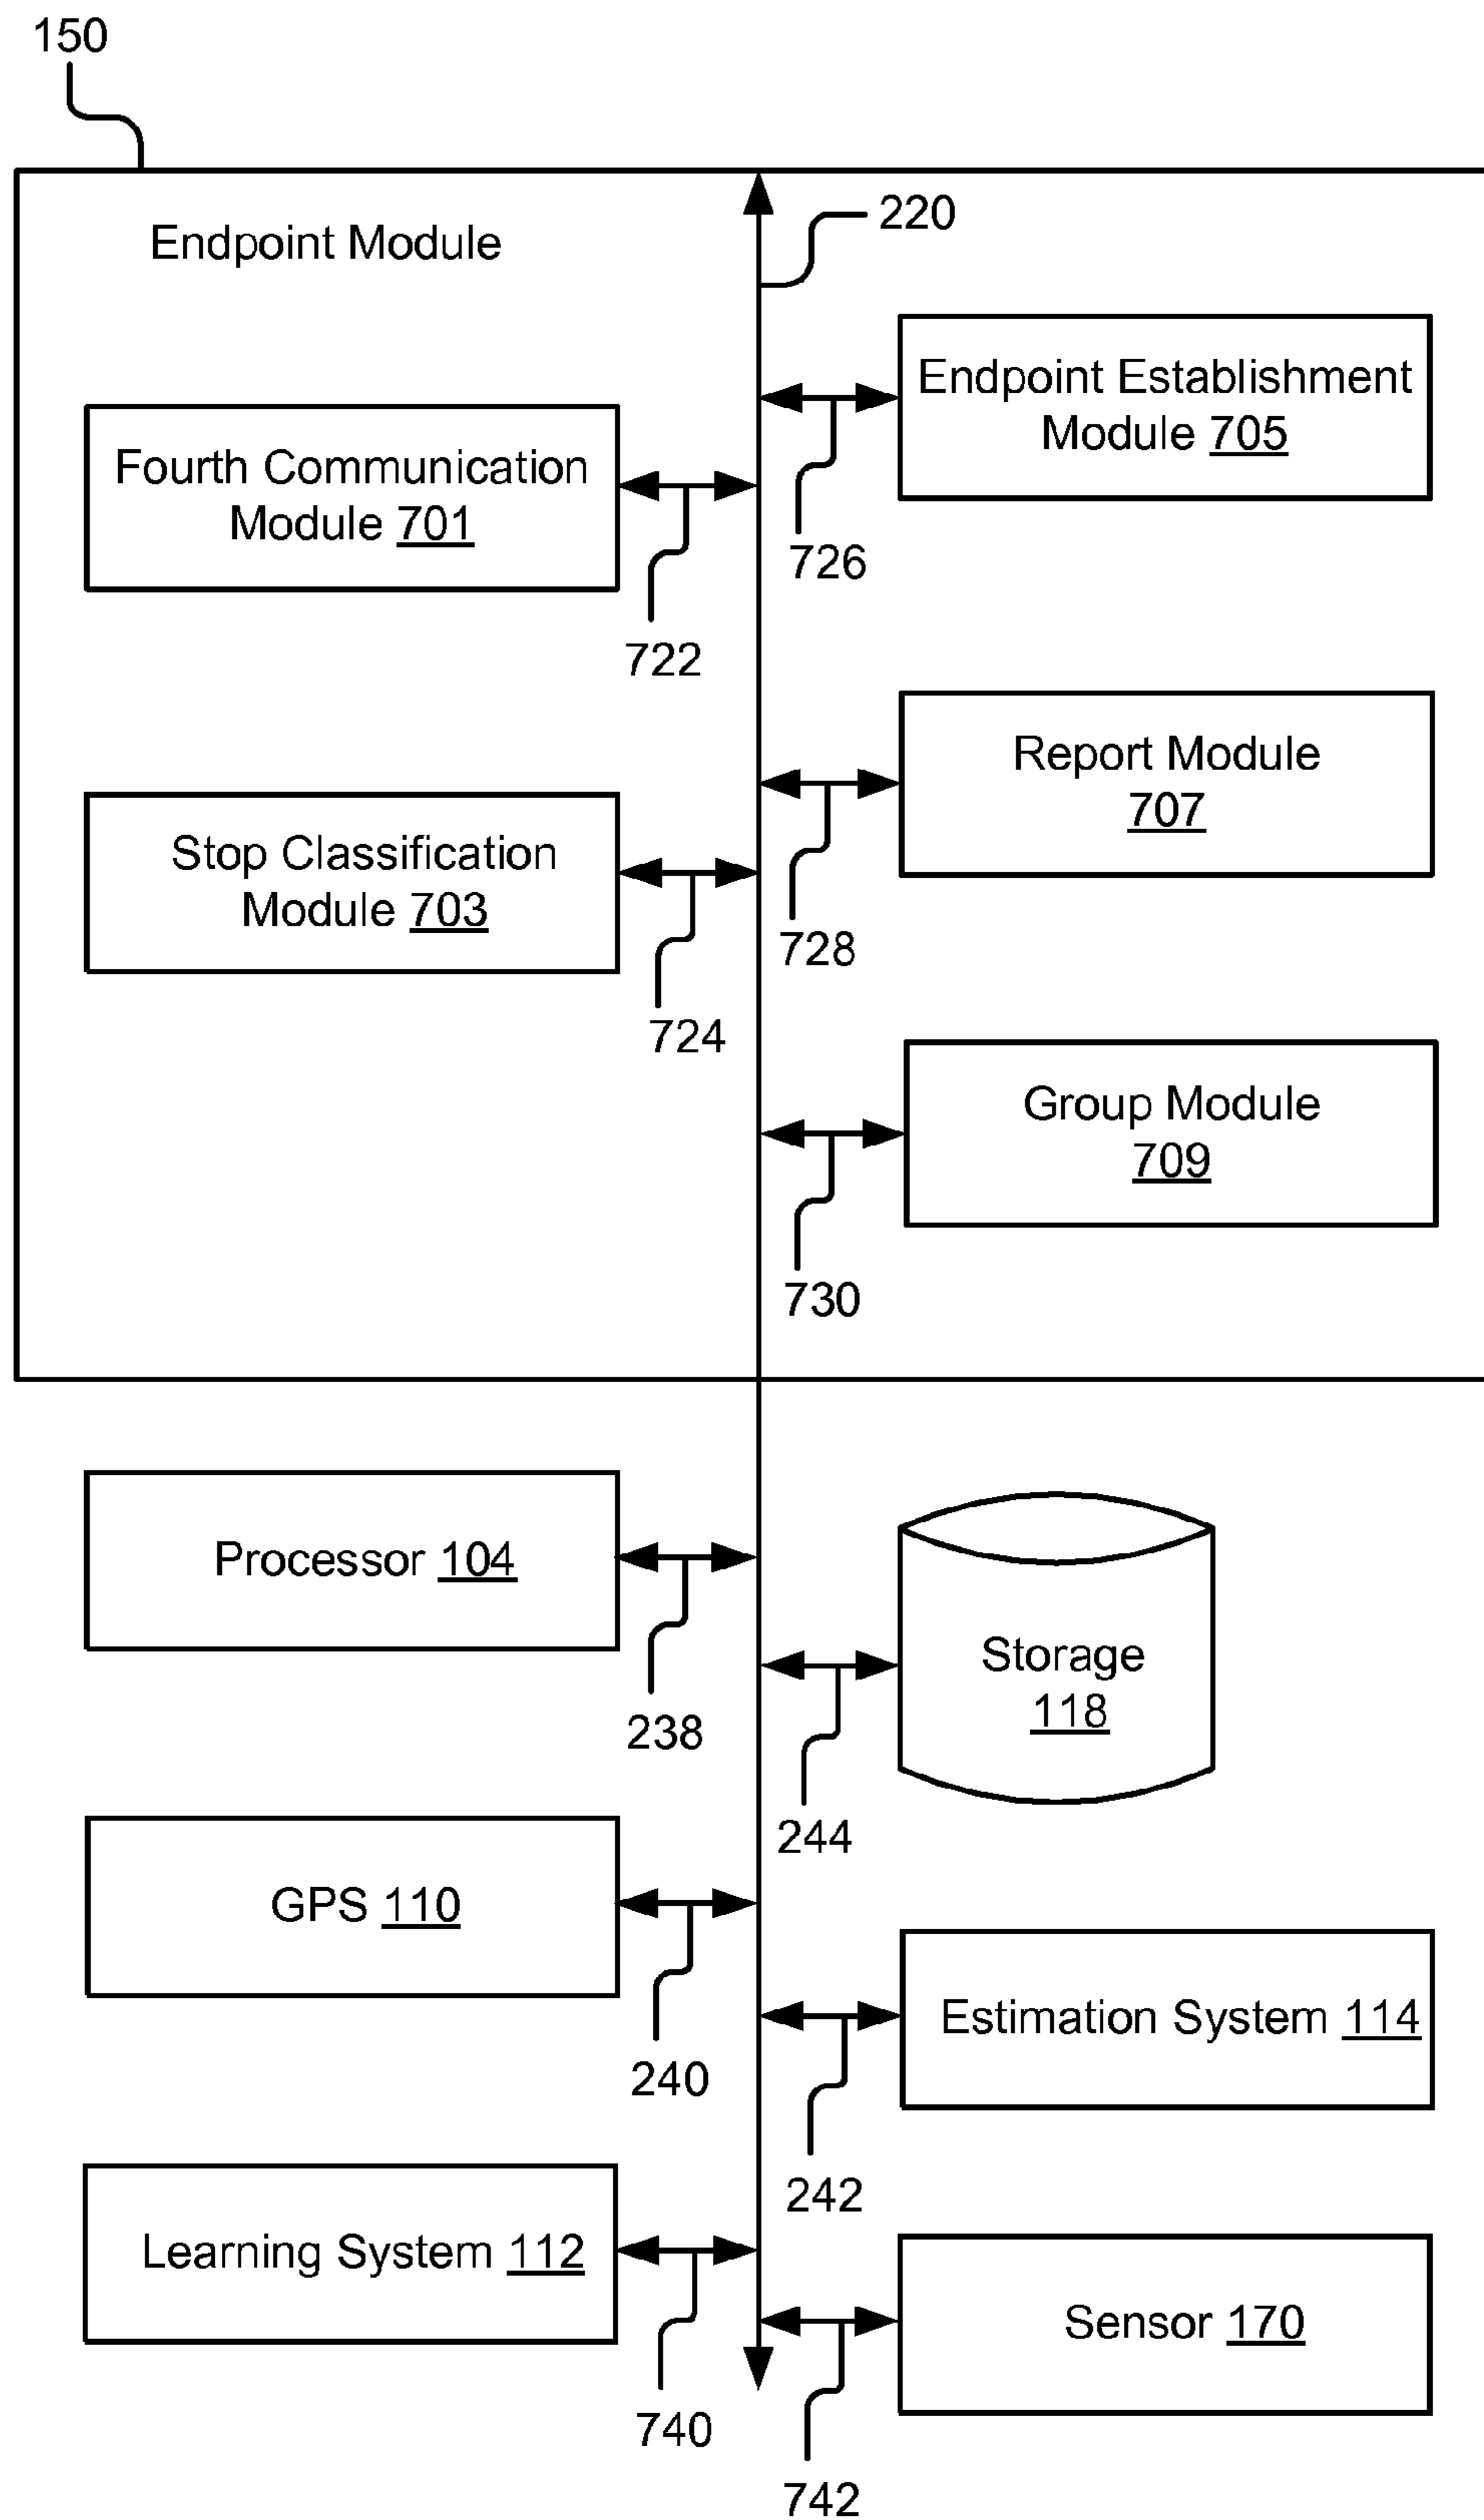 150
220
Endpoint Module
Endpoint Establishment
Module 705
726
Fourth Communication
Module 701
722
Report Module
707
728
Stop Classification
Module 703
724
Group Module
709
730
Processor 104
238
Storage
118
244
GPS 110
240
Estimation System 114
242
Learning System 112
740
Sensor 170
742